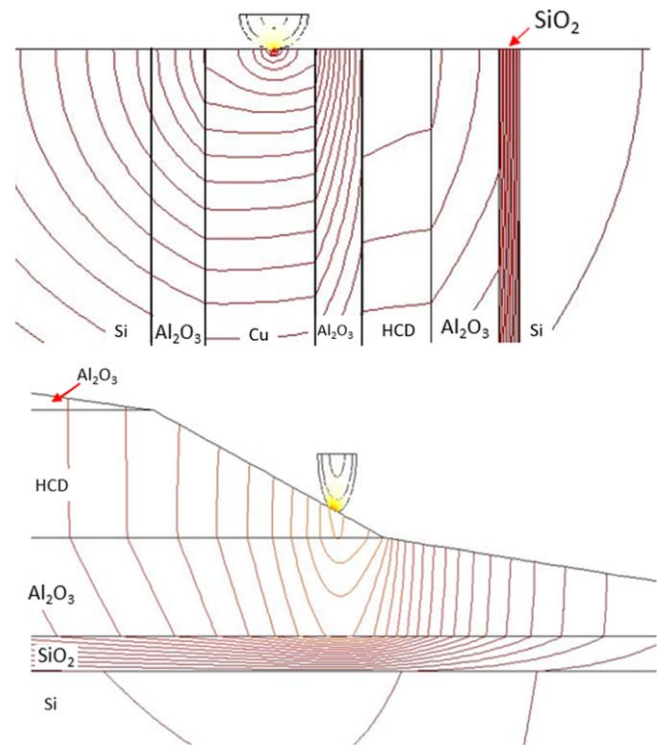 SiO₂
Si Al₂O₃ Cu Al₂O₃ HCD Al₂O₃ Si
Al₂O₃
HCD
Al₂O₃
SiO₂
Si